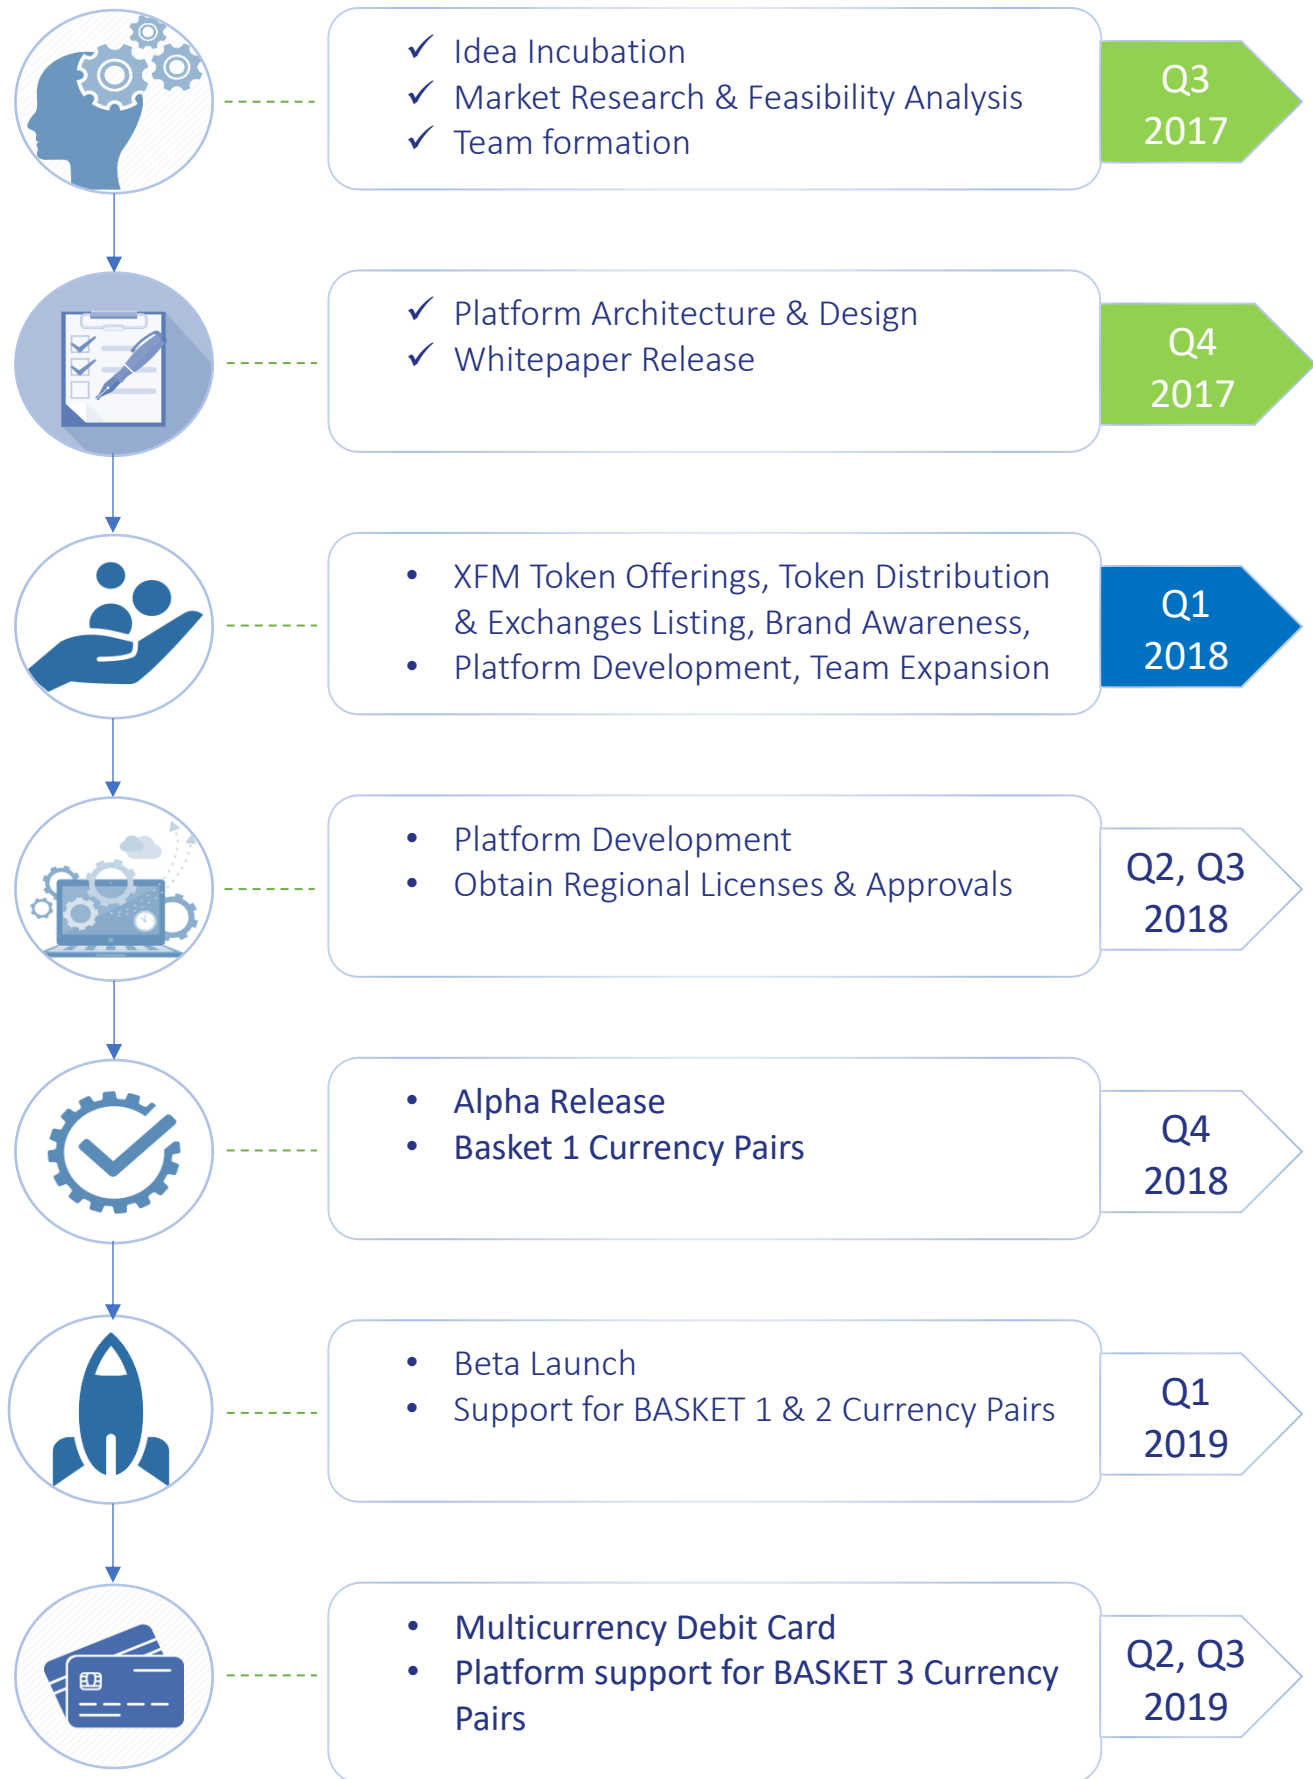 ✓ Idea Incubation
✓ Market Research & Feasibility Analysis
✓ Team formation
Q3
2017
✓ Platform Architecture & Design
✓ Whitepaper Release
Q4
2017
• XFM Token Offerings, Token Distribution
& Exchanges Listing, Brand Awareness,
• Platform Development, Team Expansion
Q1
2018
• Platform Development
• Obtain Regional Licenses & Approvals
Q2, Q3
2018
• Alpha Release
• Basket 1 Currency Pairs
Q4
2018
• Beta Launch
• Support for BASKET 1 & 2 Currency Pairs
Q1
2019
• Multicurrency Debit Card
• Platform support for BASKET 3 Currency
Pairs
Q2, Q3
2019